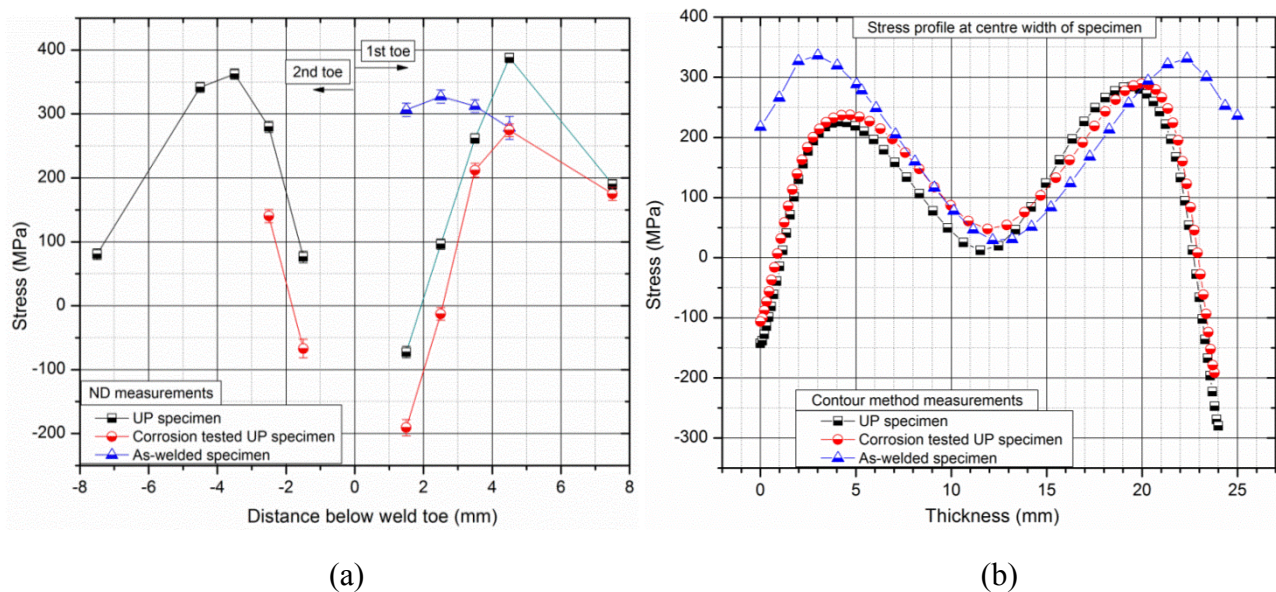 400
300
200
100
0
-100
-200
Stress (MPa)
1st toe
2nd toe
ND measurements
UP specimen
Corrosion tested UP specimen
As-welded specimen
-8 -6 -4 -2 0 2 4 6 8
Distance below weld toe (mm)
(a)
400
300
200
100
0
-100
-200
-300
Stress (MPa)
Stress profile at centre width of specimen
Contour method measurements
UP specimen
Corrosion tested UP specimen
As-welded specimen
0 5 10 15 20 25
Thickness (mm)
(b)